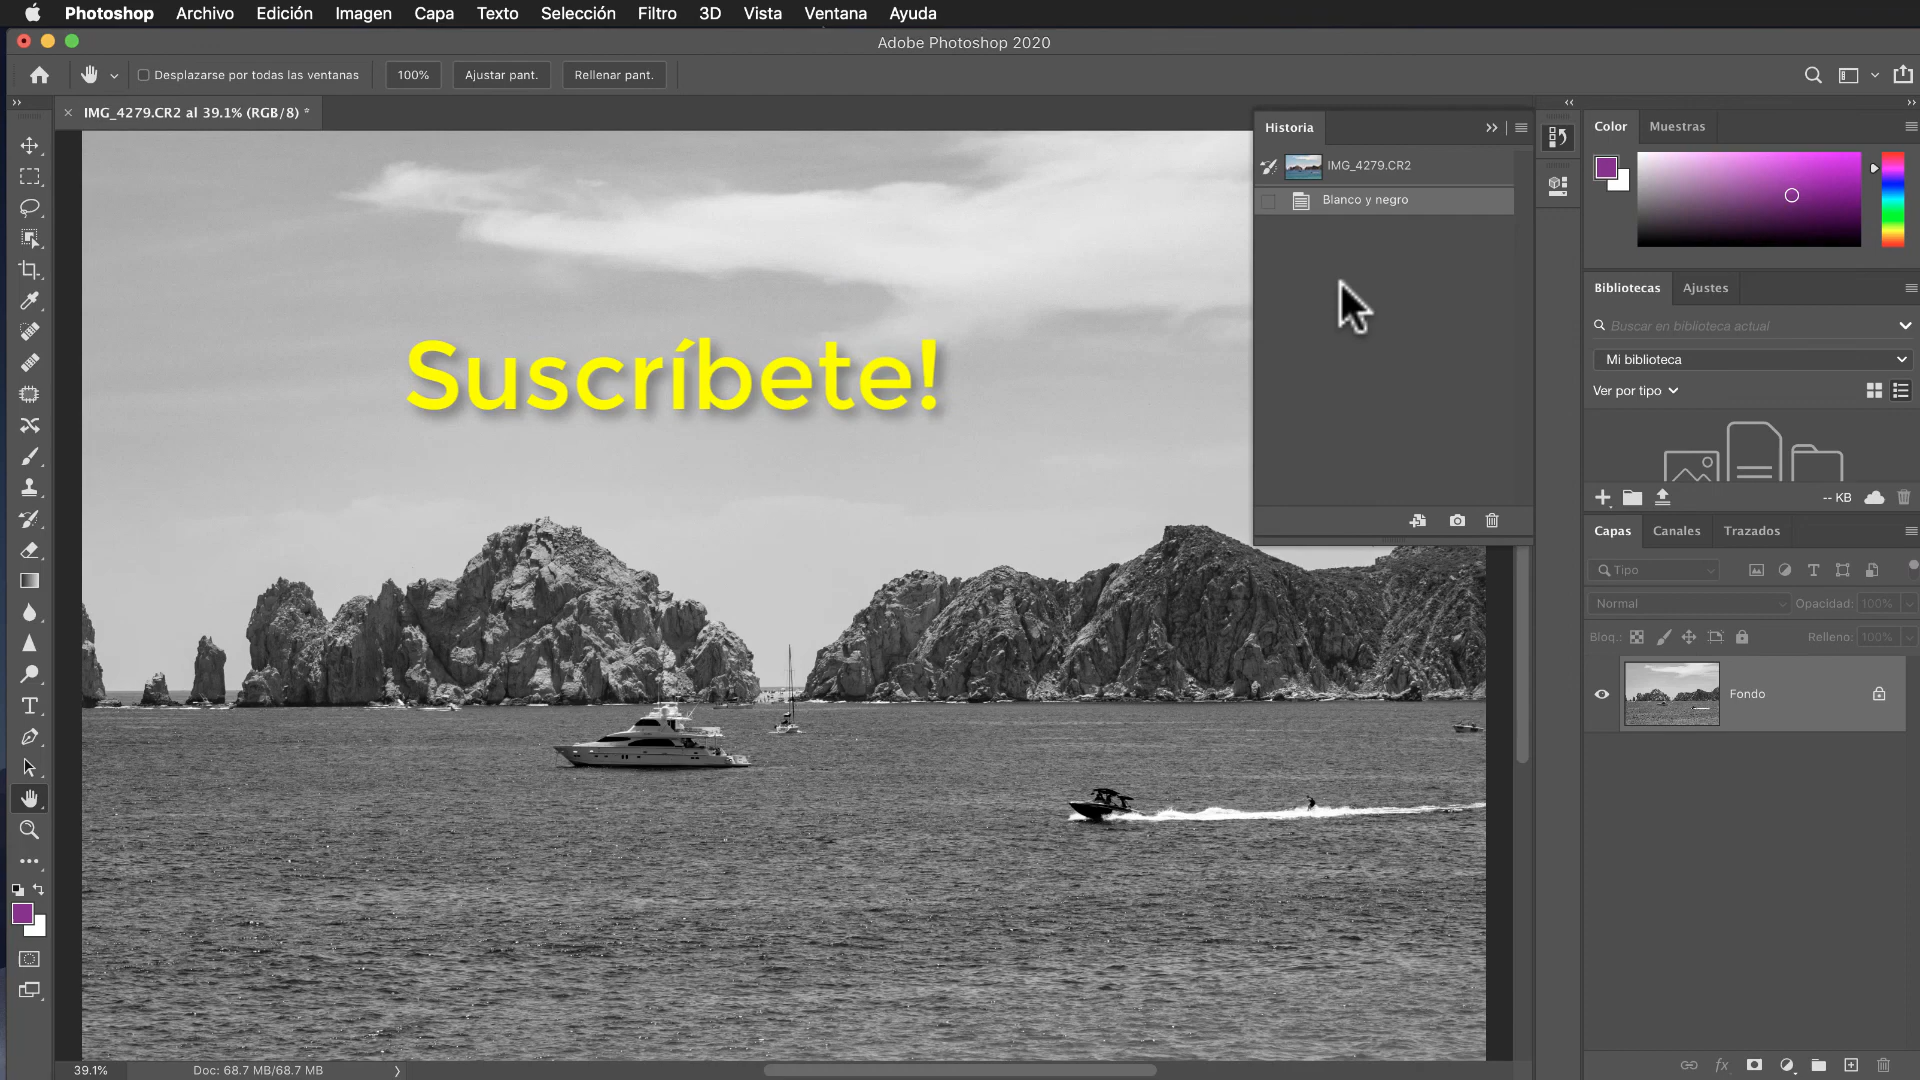 Photoshop Archivo Edición Imagen Capa Texto Selección Filtro 3D Vista Ventana Ayuda
Adobe Photoshop 2020
Desplazarse por todas las ventanas 100% Ajustar pant. Rellenar pant.
IMG_4279.CR2 al 39.1% (RGB/8) *
Historia
IMG_4279.CR2
Blanco y negro
Suscríbete!
Color Muestras
Bibliotecas Ajustes
Buscar en biblioteca actual
Mi biblioteca
Ver por tipo
-- KB
Capas Canales Trazados
Tipo
Normal Opacidad: 100%
Bloq.: Relleno: 100%
Fondo
fx
39.1% Doc: 68.7 MB/68.7 MB